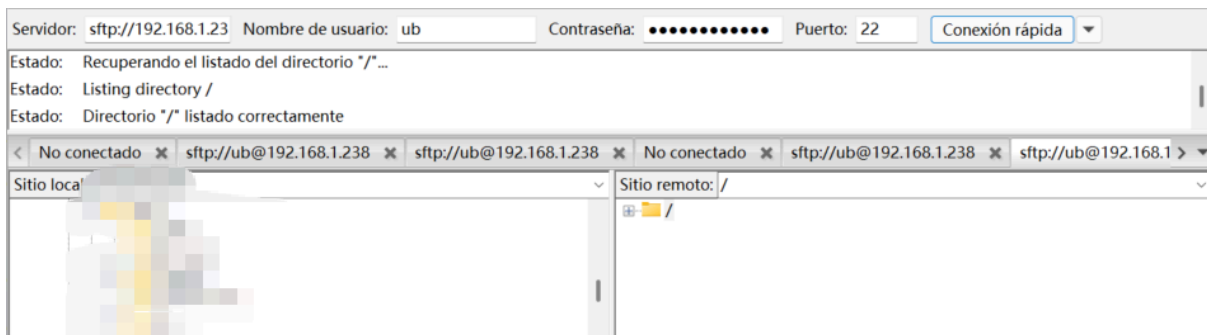 Servidor: sftp://192.168.1.23 Nombre de usuario: ub Contraseña: ●●●●●●●●●●●● Puerto: 22 Conexión rápida
Estado: Recuperando el listado del directorio "/"...
Estado: Listing directory /
Estado: Directorio "/" listado correctamente
No conectado sftp://ub@192.168.1.238 sftp://ub@192.168.1.238 No conectado sftp://ub@192.168.1.238 sftp://ub@192.168.1
Sitio local Sitio remoto: /
/